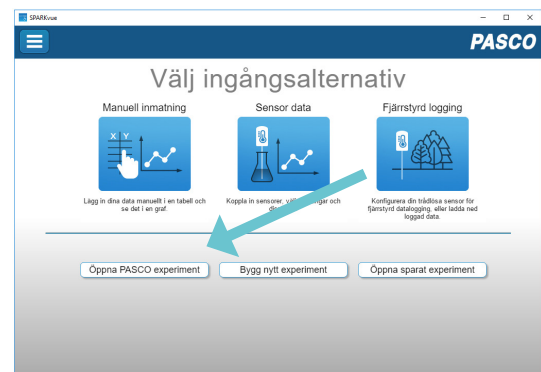 SPARKvue
PASCO
Välj ingångsalternativ
Manuell inmatning
Sensor data
Fjärrstyrd logging
X Y
Lägg in dina data manuellt i en tabell och
se det i en graf.
Koppla in sensorer, och
Konfigurera din trådlösa sensor för
fjärrstyrd datalogging, eller ladda ned
loggad data.
Öppna PASCO experiment
Bygg nytt experiment
Öppna sparat experiment